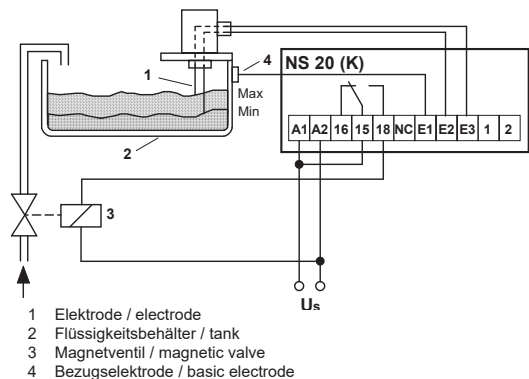 4
NS 20 (K)
1
Max
Min
A1 A2 16 15 18 NC E1 E2 E3 1 2
2
3
Us
1 Elektrode / electrode
2 Flüssigkeitsbehälter / tank
3 Magnetventil / magnetic valve
4 Bezugselektrode / basic electrode